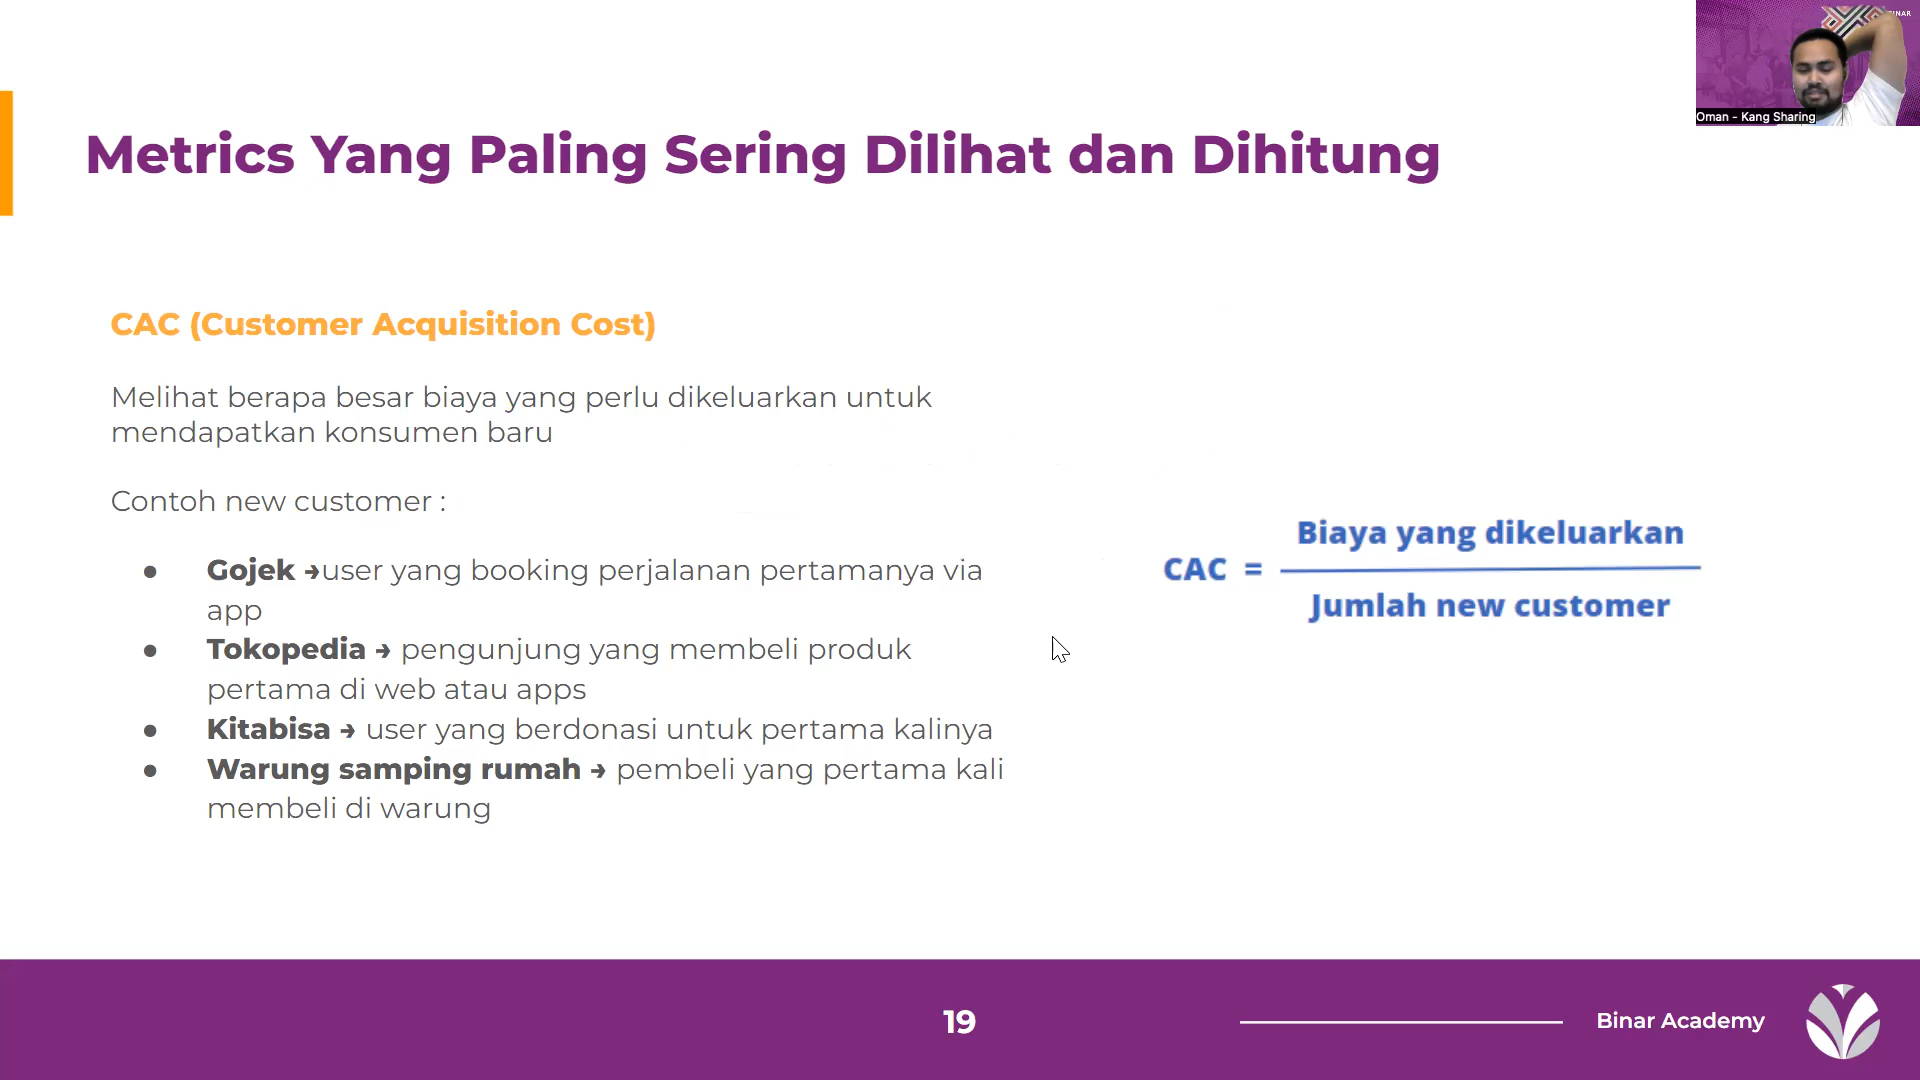 BINAR
Oman - Kang Sharing
Metrics Yang Paling Sering Dilihat dan Dihitung
CAC (Customer Acquisition Cost)
Melihat berapa besar biaya yang perlu dikeluarkan untuk
mendapatkan konsumen baru
Contoh new customer :
● Gojek →user yang booking perjalanan pertamanya via
app
● Tokopedia → pengunjung yang membeli produk
pertama di web atau apps
● Kitabisa → user yang berdonasi untuk pertama kalinya
● Warung samping rumah → pembeli yang pertama kali
membeli di warung
Biaya yang dikeluarkan
CAC =
Jumlah new customer
19
Binar Academy